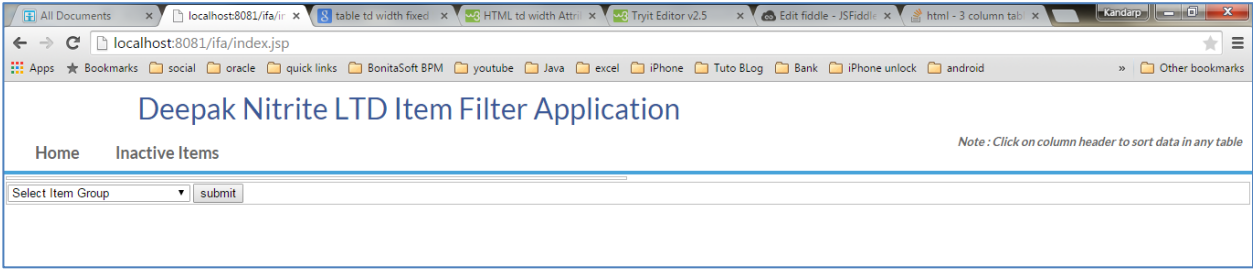 All Documents
localhost:8081/ifa/in
table td width fixed
HTML td width Attri
Tryit Editor v2.5
Edit fiddle - JSFiddle
html - 3 column tab
Kandarp
localhost:8081/ifa/index.jsp
Apps Bookmarks social oracle quick links BonitaSoft BPM youtube Java excel iPhone Tuto BLog Bank iPhone unlock android » Other bookmarks
Deepak Nitrite LTD Item Filter Application
Note : Click on column header to sort data in any table
Home Inactive Items
Select Item Group submit